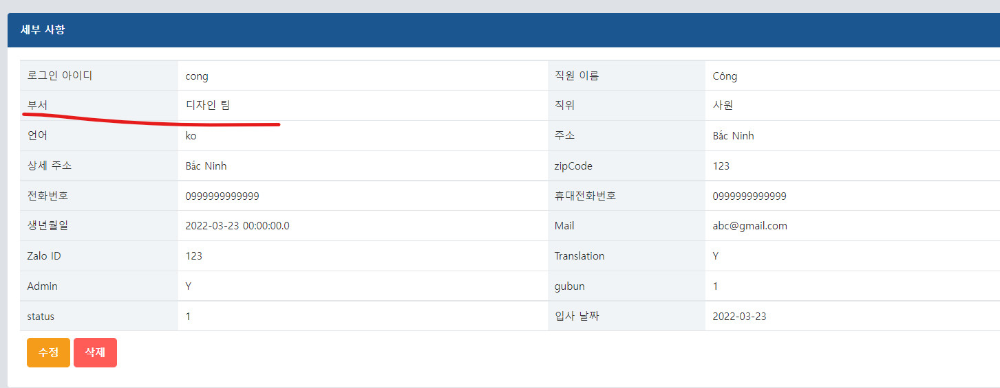 세부 사항
로그인 아이디 cong 직원 이름 Công
부서 디자인 팀 직위 사원
언어 ko 주소 Bắc Ninh
상세 주소 Bắc Ninh zipCode 123
전화번호 0999999999999 휴대전화번호 0999999999999
생년월일 2022-03-23 00:00:00.0 Mail abc@gmail.com
Zalo ID 123 Translation Y
Admin Y gubun 1
status 1 입사 날짜 2022-03-23
수정 삭제